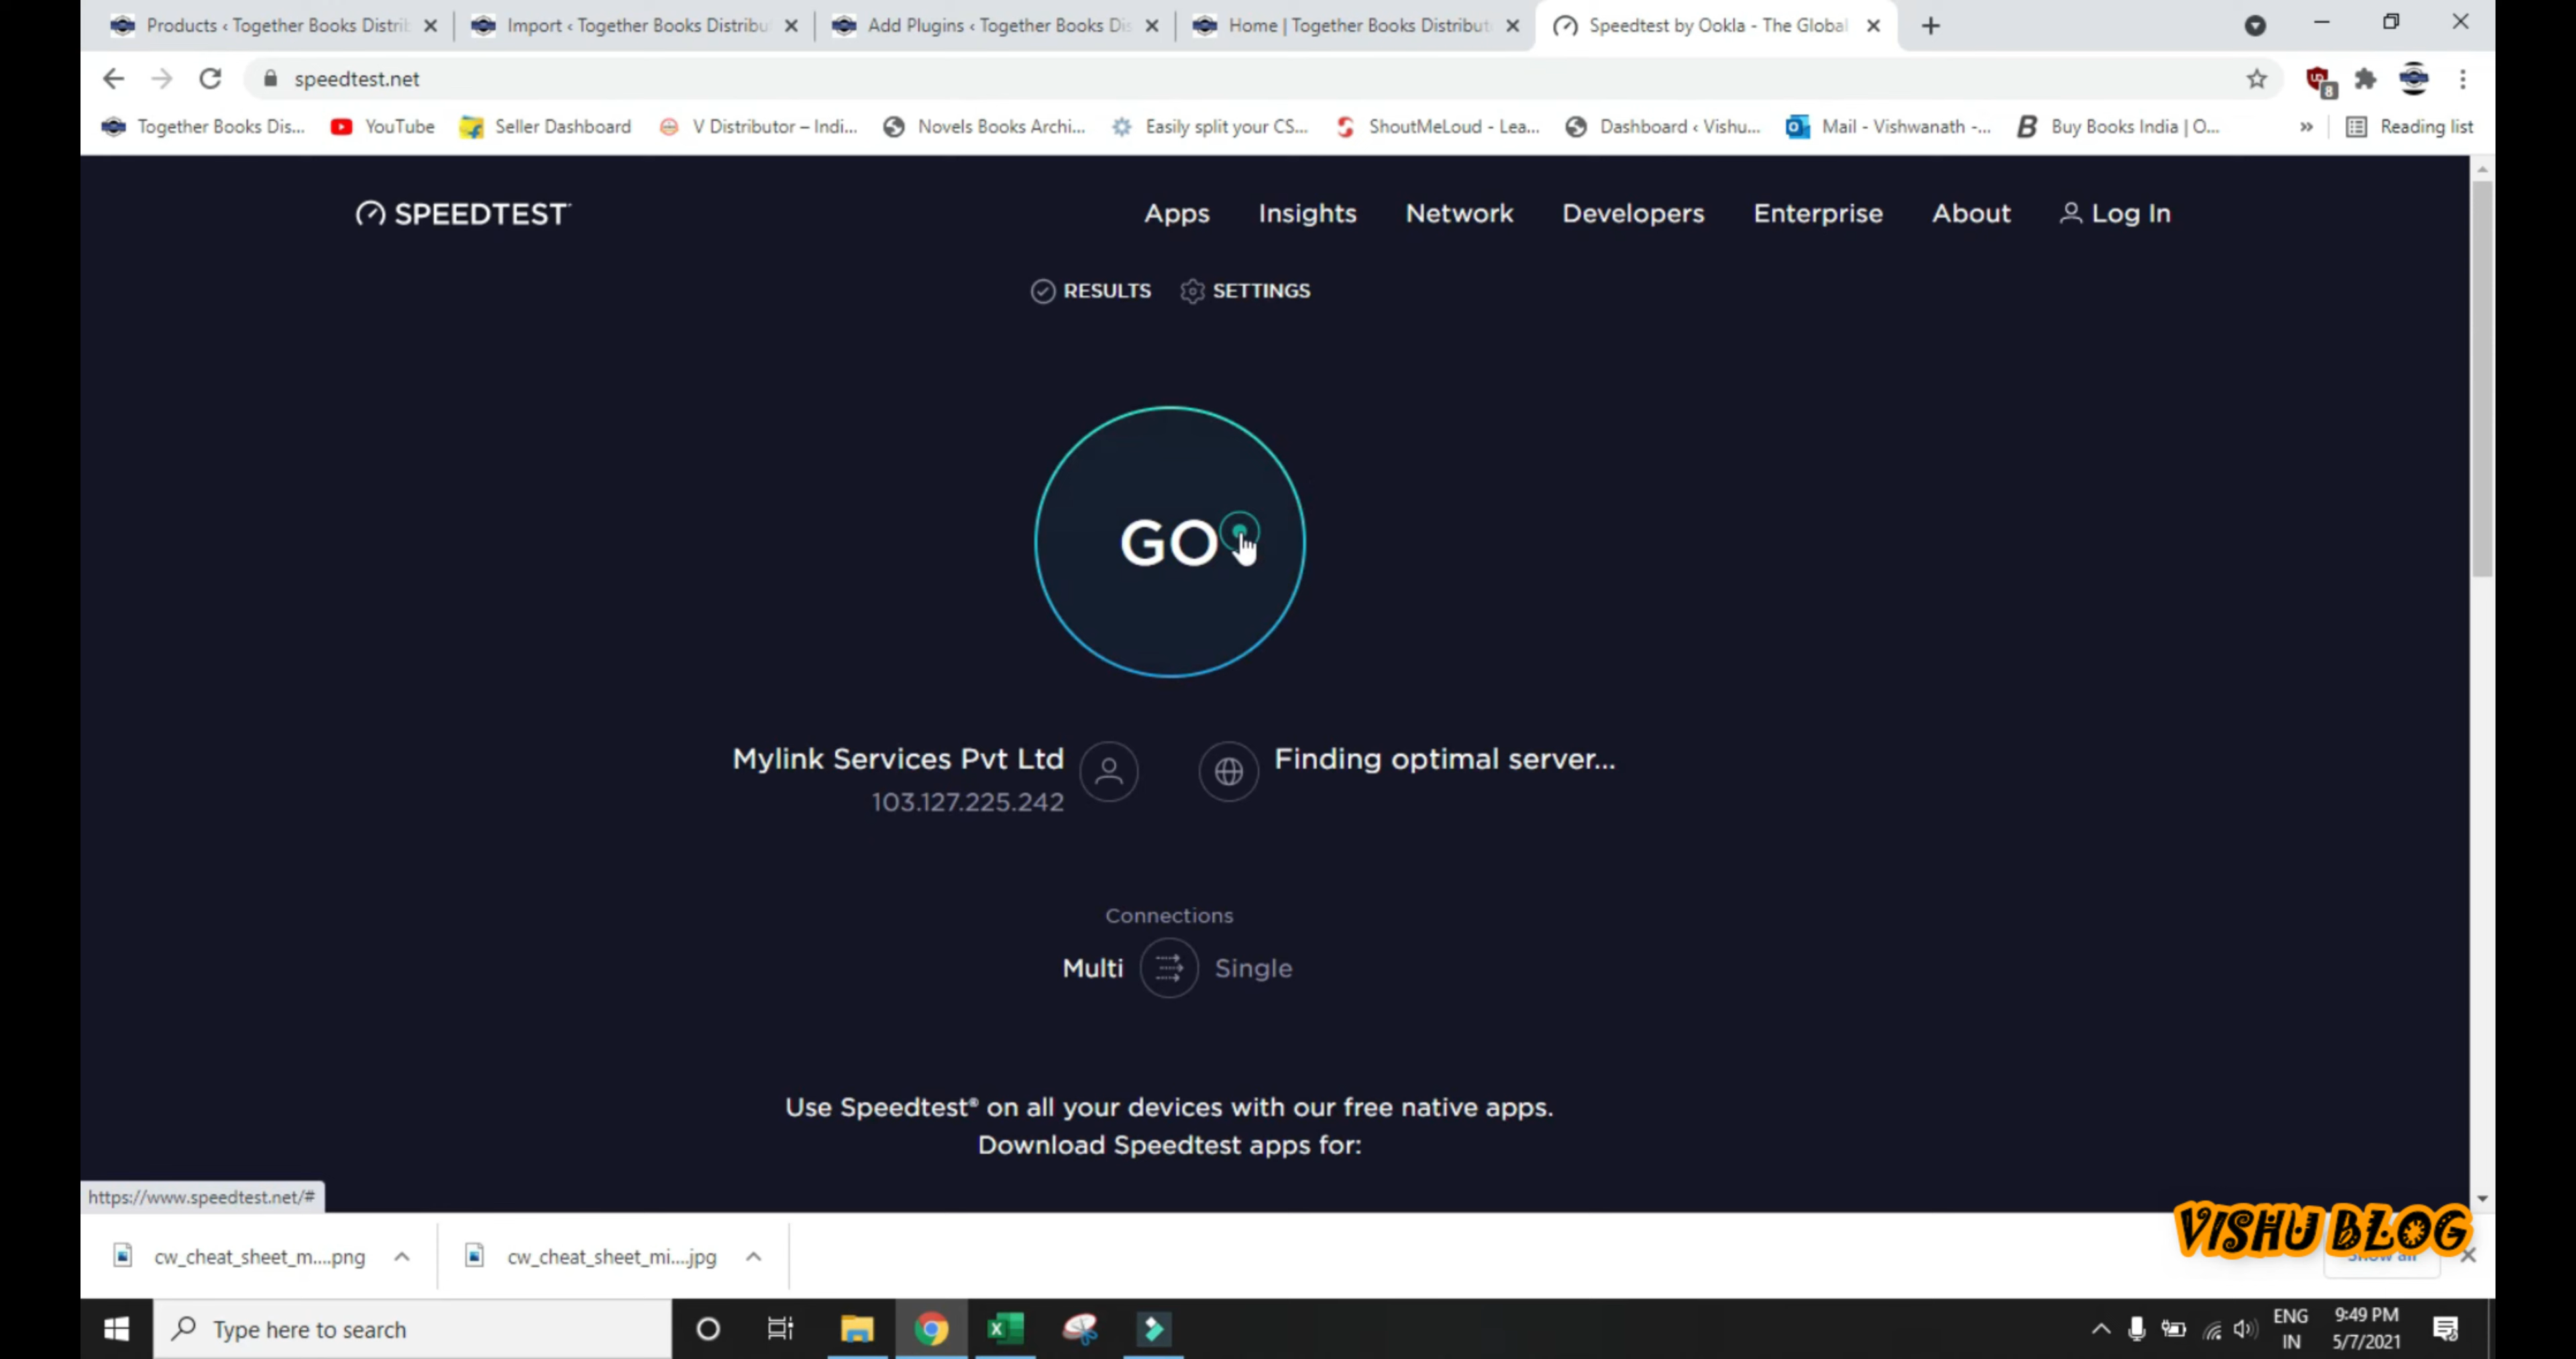 Products ‹ Together Books Distrib
Import ‹ Together Books Distribu
Add Plugins ‹ Together Books Dis
Home | Together Books Distribut
Speedtest by Ookla - The Global
speedtest.net
8
Together Books Dis...
YouTube
Seller Dashboard
V Distributor – Indi...
Novels Books Archi...
Easily split your CS...
ShoutMeLoud - Lea...
Dashboard ‹ Vishu...
Mail - Vishwanath -...
Buy Books India | O...
»
Reading list
SPEEDTEST
Apps
Insights
Network
Developers
Enterprise
About
Log In
RESULTS
SETTINGS
GO
Mylink Services Pvt Ltd
103.127.225.242
Finding optimal server...
Connections
Multi
Single
Use Speedtest® on all your devices with our free native apps.
Download Speedtest apps for:
https://www.speedtest.net/#
VISHU BLOG
cw_cheat_sheet_m....png
cw_cheat_sheet_mi....jpg
Show all
Type here to search
ENG
IN
9:49 PM
5/7/2021